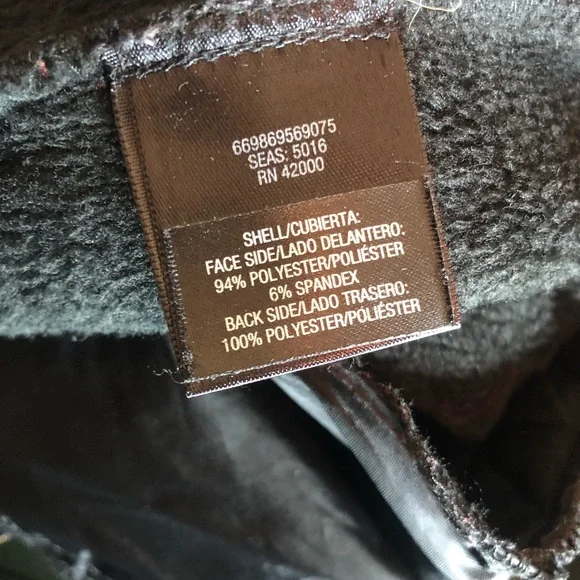 669869569075
SEAS: 5016
RN 42000
SHELL/CUBIERTA:
FACE SIDE/LADO DELANTERO:
94% POLYESTER/POLIÉSTER
6% SPANDEX
BACK SIDE/LADO TRASERO:
100% POLYESTER/POLIÉSTER